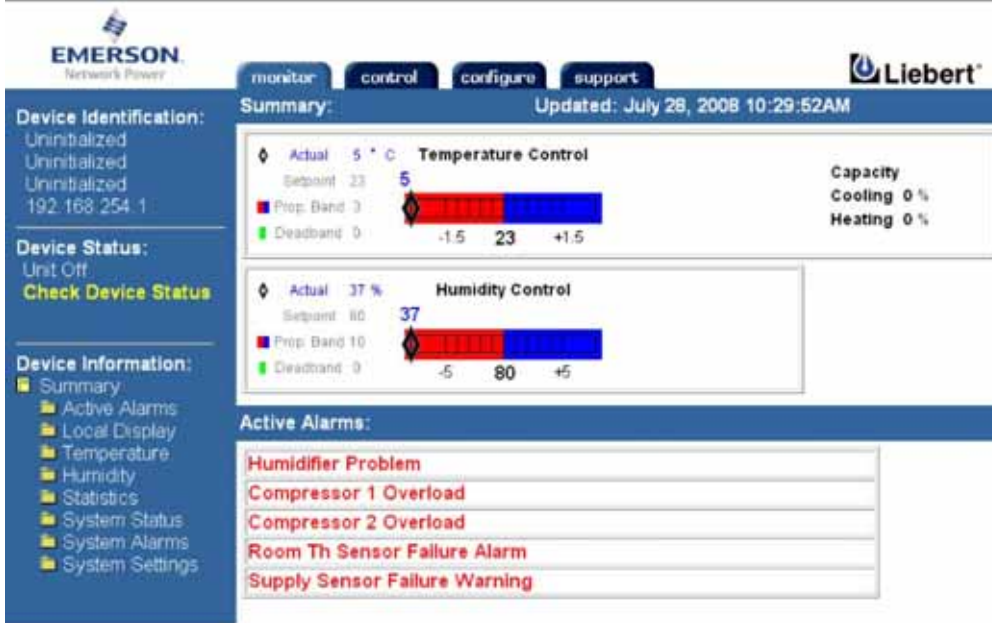 EMERSON
Network Power
monitor control configure support
Liebert
Summary: Updated: July 28, 2008 10:29:52AM
Device Identification:
Uninitialized
Uninitialized
Uninitialized
192.168.254.1
Device Status:
Unit Off
Check Device Status
Device Information:
Summary
Active Alarms
Local Display
Temperature
Humidity
Statistics
System Status
System Alarms
System Settings
Actual 5 ° C Temperature Control
Setpoint 23 5
Prop. Band 3
Deadband 0 -1.5 23 +1.5
Capacity
Cooling 0 %
Heating 0 %
Actual 37 % Humidity Control
Setpoint 80 37
Prop. Band 10
Deadband 0 -5 80 +5
Active Alarms:
Humidifier Problem
Compressor 1 Overload
Compressor 2 Overload
Room Th Sensor Failure Alarm
Supply Sensor Failure Warning